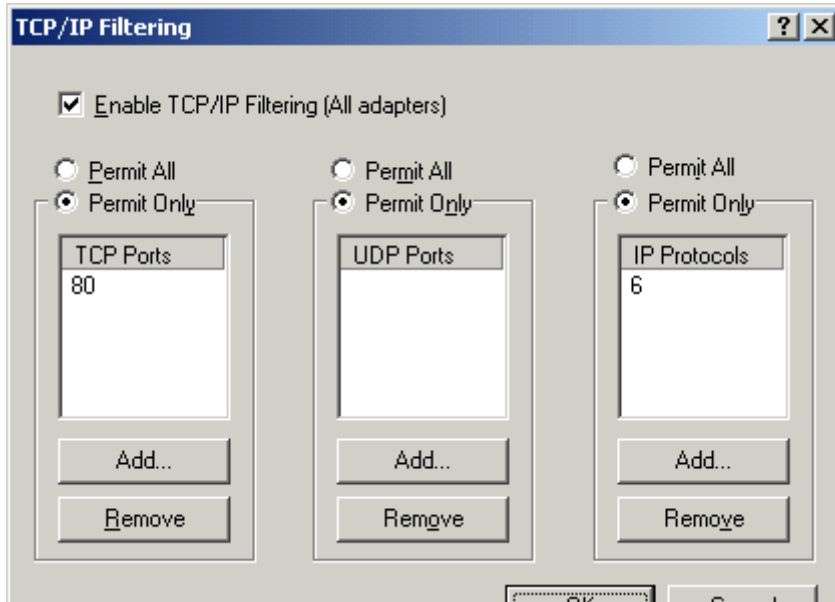 TCP/IP Filtering
Enable TCP/IP Filtering (All adapters)
Permit All Permit All Permit All
Permit Only Permit Only Permit Only
TCP Ports UDP Ports IP Protocols
80 6
Add... Add... Add...
Remove Remove Remove